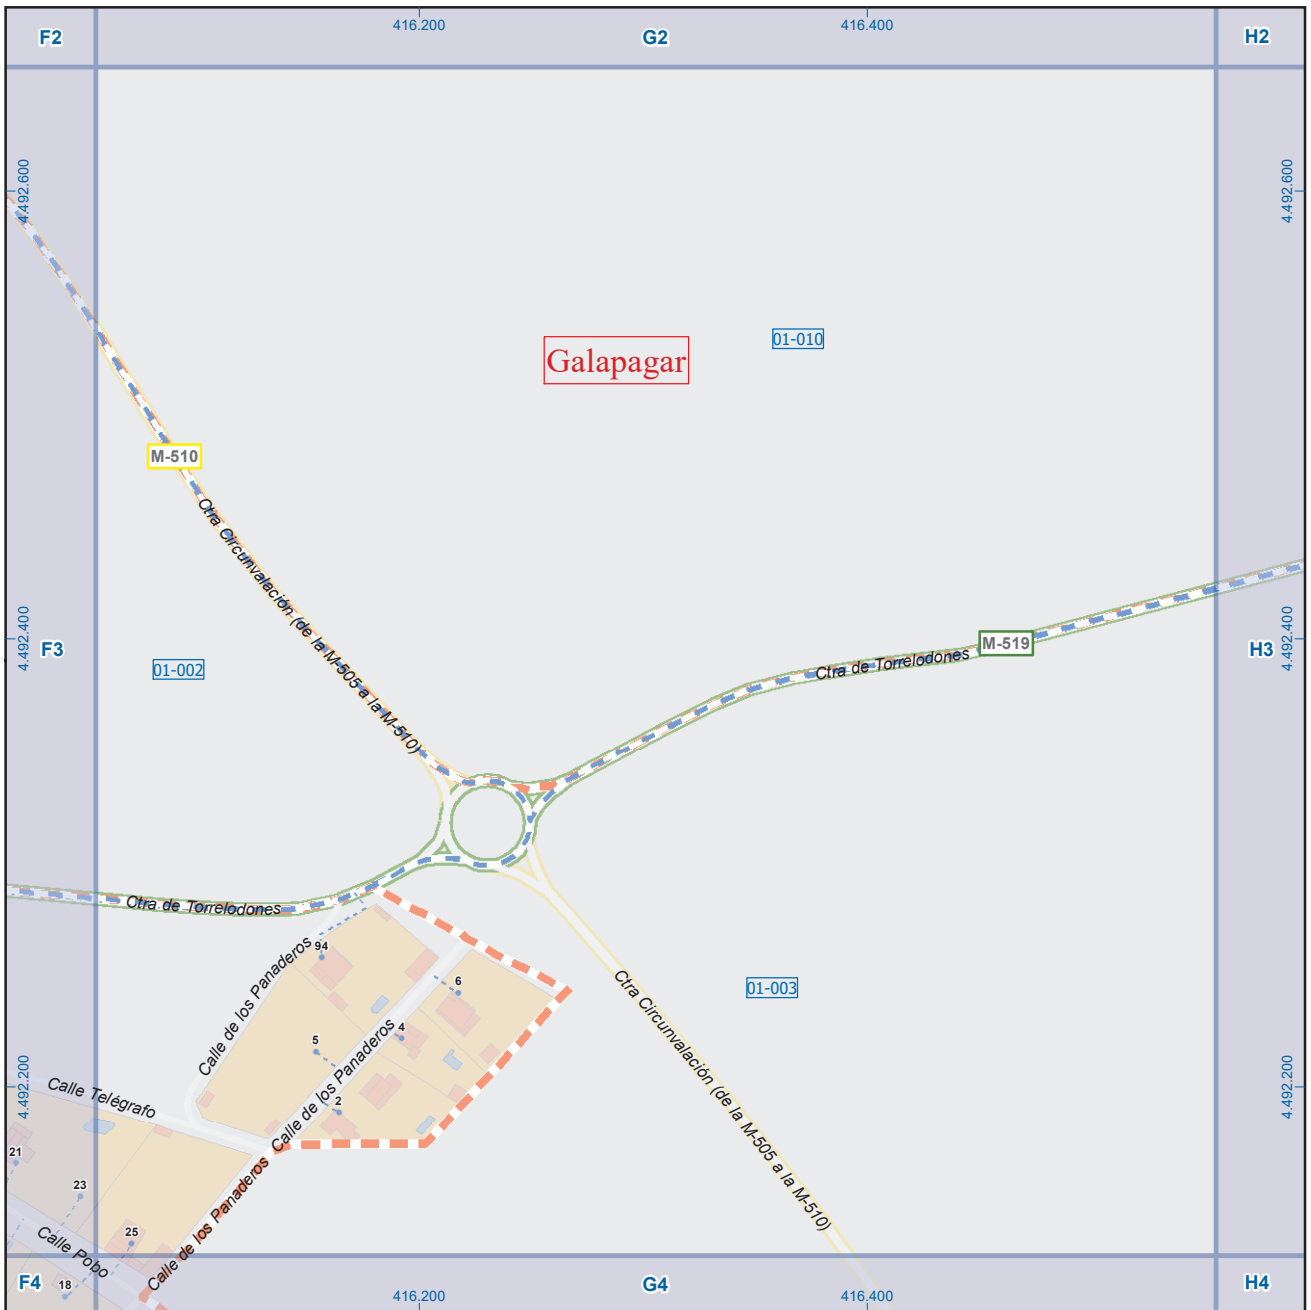 416.200
416.400
F2
G2
H2
4.492.600
4.492.600
01-010
Galapagar
M-510
Ctra Circunvalación (de la M-505 a la M-510)
4.492.400
4.492.400
F3
H3
M-519
Ctra de Torrelodones
01-002
Ctra de Torrelodones
94
Calle de los Panaderos
6
01-003
Ctra Circunvalación (de la M-505 a la M-510)
5
4
Calle de los Panaderos
2
4.492.200
4.492.200
Calle Telégrafo
21
23
25
Calle de los Panaderos
Calle Pobo
18
F4
G4
H4
416.200
416.400